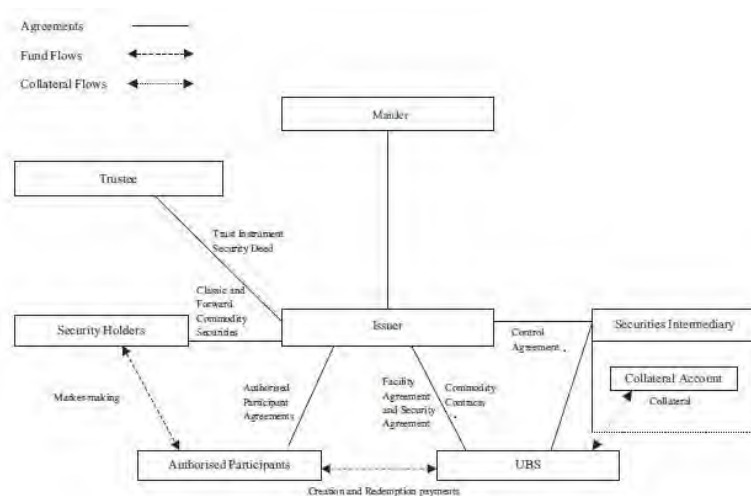 Agreements
Fund Flows
Collateral Flows
Manager
Trustee
Trust Instrument
Security Deed
Classic and
Forward
Commodity
Securities
Security Holders
Issuer
Control
Agreement
Securities Intermediary
Collateral Account
Collateral
Market-making
Authorised
Participant
Agreements
Facility
Agreement
and Security
Agreement
Commodity
Contracts
Authorised Participants
UBS
Creation and Redemption payments